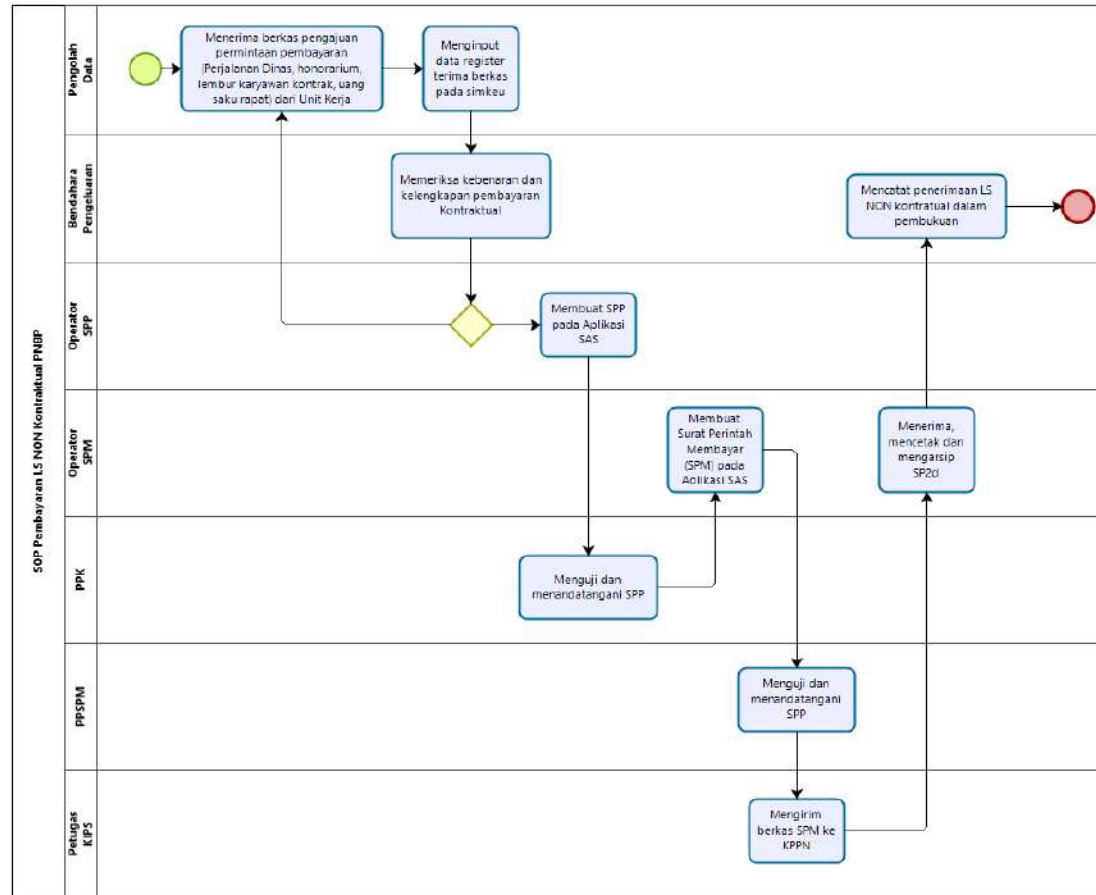 SOP Pembayaran LS NON Kontraktual PNBP
Pengolah
Data
Menerima berkas pengajuan
permintaan pembayaran
(Perjalanan Dinas, honorarium,
lembur karyawan kontrak, uang
saku rapat) dari Unit Kerja
Menginput
data register
terima berkas
pada simkeu
Bendahara
Pengeluaran
Memeriksa kebenaran dan
kelengkapan pembayaran
Kontraktual
Mencatat penerimaan LS
NON kontratual dalam
pembukuan
Operator
SPP
Membuat SPP
pada Aplikasi
SAS
Operator
SPM
Membuat
Surat Perintah
Membayar
(SPM) pada
Aplikasi SAS
Menerima,
mencetak dan
mengarsip
SP2d
PPK
Menguji dan
menandatangani SPP
PPSPM
Menguji dan
menandatangani
SPP
Petugas
KIPS
Mengirim
berkas SPM ke
KPPN